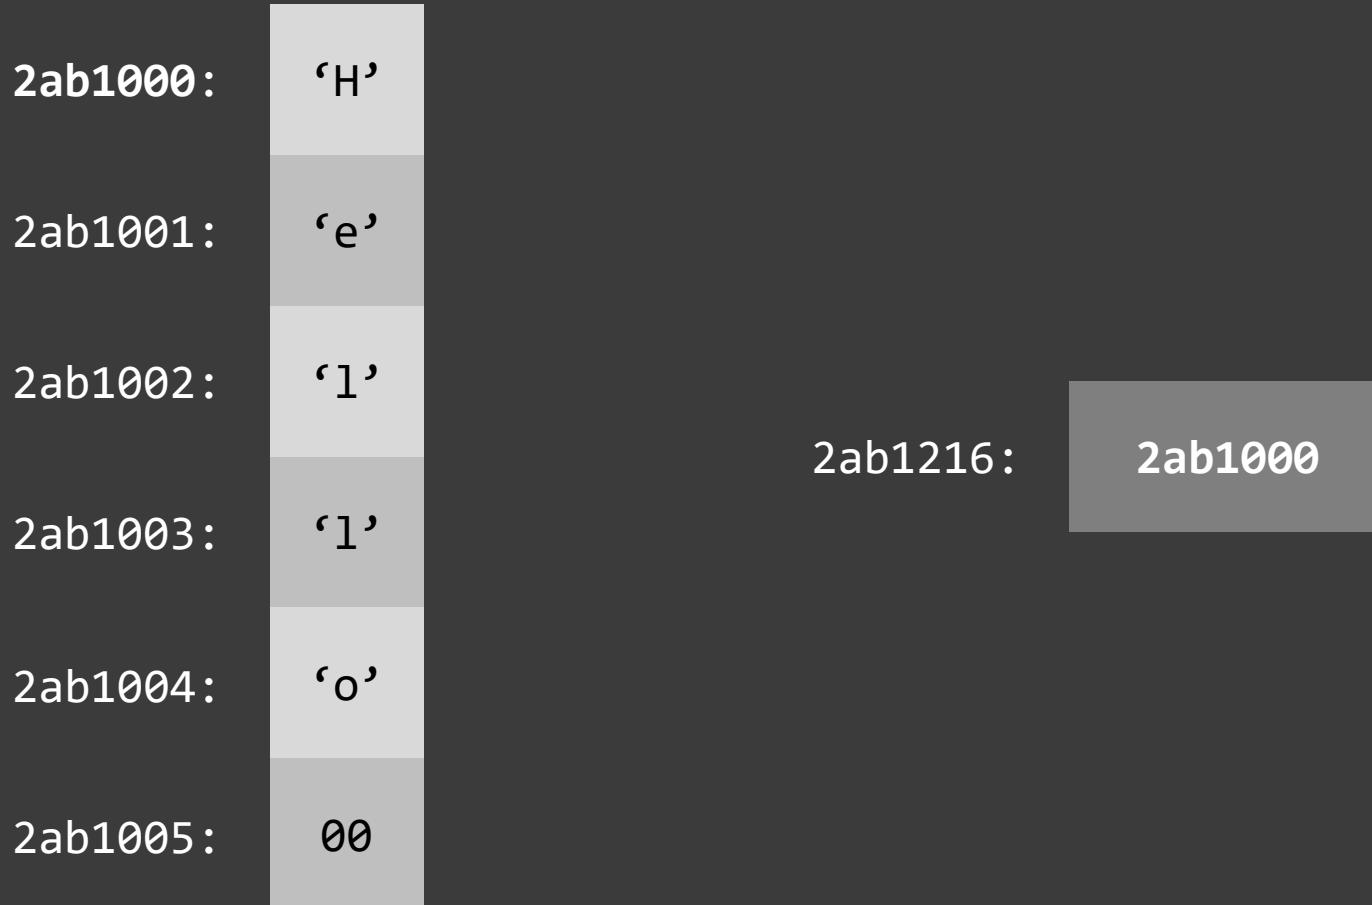 2ab1000: ‘H’
2ab1001: ‘e’
2ab1002: ‘l’
2ab1003: ‘l’
2ab1004: ‘o’
2ab1005: 00
2ab1216: 2ab1000